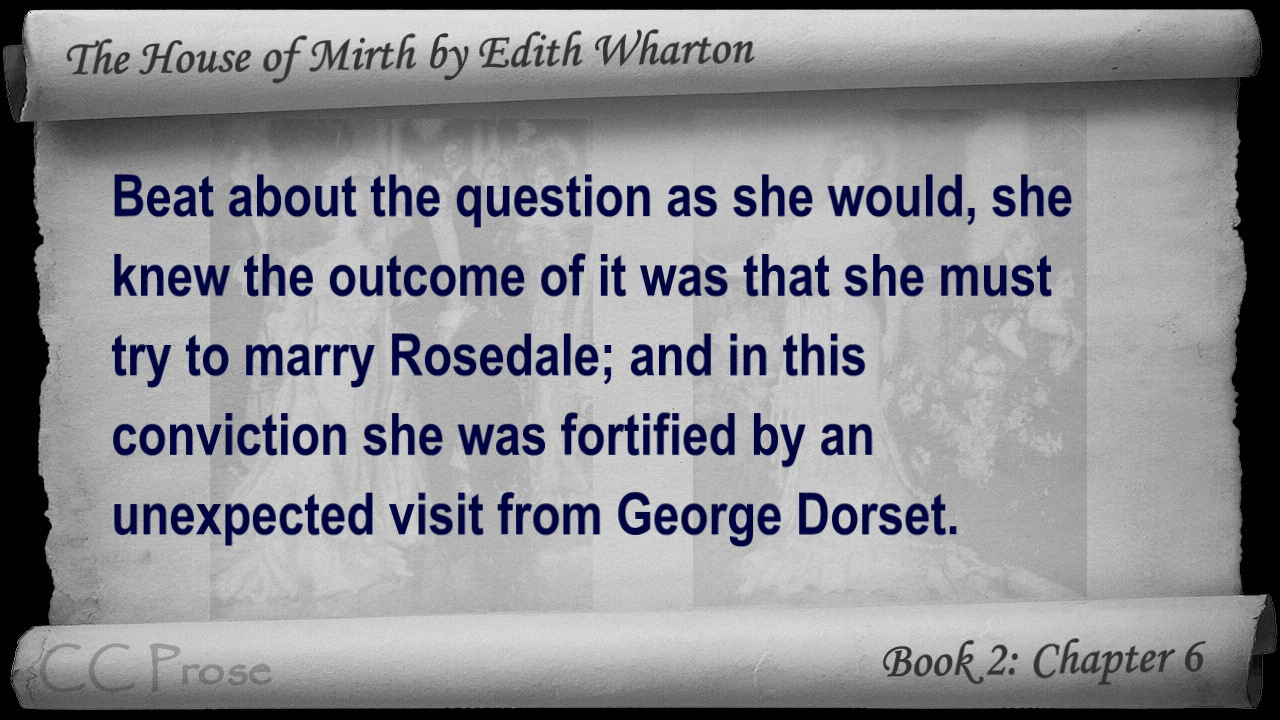 The House of Mirth by Edith Wharton
Beat about the question as she would, she
knew the outcome of it was that she must
try to marry Rosedale; and in this
conviction she was fortified by an
unexpected visit from George Dorset.
CC Prose
Book 2: Chapter 6